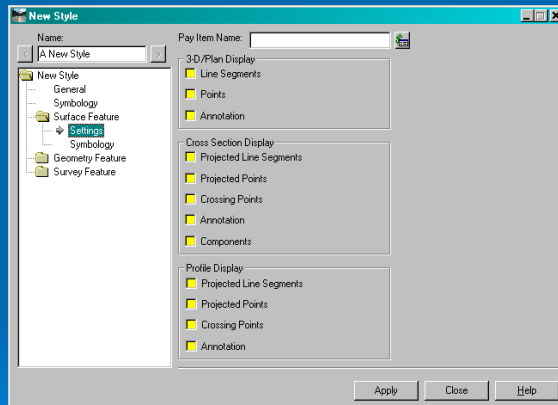 New Style
Name:
A New Style
New Style
General
Symbology
Surface Feature
Settings
Symbology
Geometry Feature
Survey Feature
Pay Item Name:
3-D/Plan Display
Line Segments
Points
Annotation
Cross Section Display
Projected Line Segments
Projected Points
Crossing Points
Annotation
Components
Profile Display
Projected Line Segments
Projected Points
Crossing Points
Annotation
Apply
Close
Help